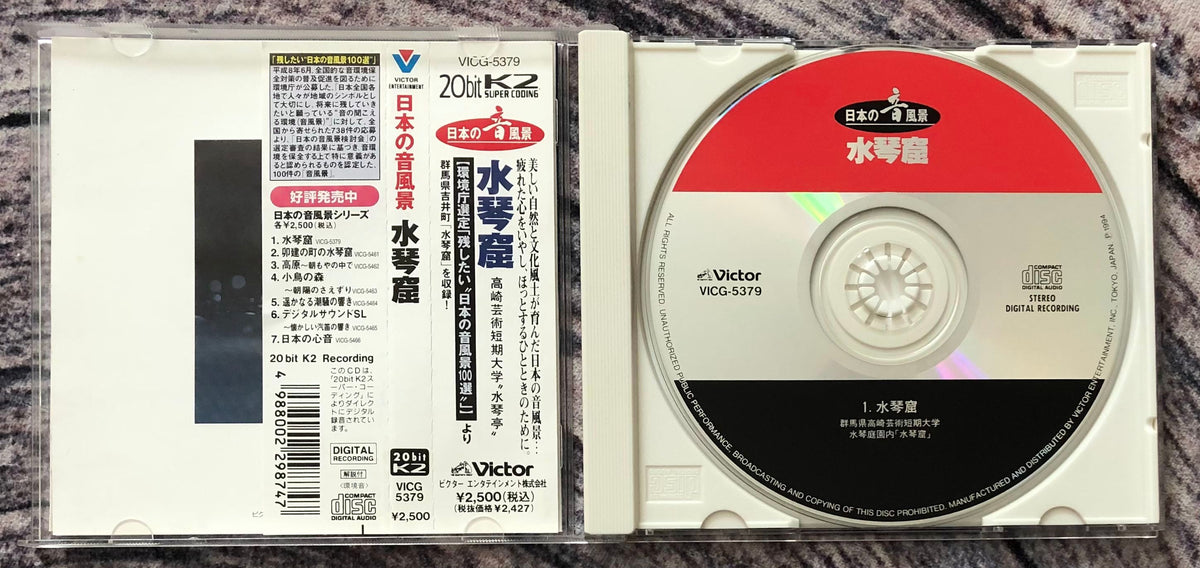 「残したい"日本の音風景100選"」
平成8年6月、全国的な音環境保
全対策の普及促進を図るために
環境庁が公募した。「日本全国各
地で人々が地域のシンボルとし
て大切にし、将来に残していき
たいと願っている"音の聞こえ
る環境(音風景)"」に対して、全
国から寄せられた738件の応募
より、「日本の音風景検討会」の
選定審査の結果に基づき、音環境
を保全する上で特に意義があ
ると認められるものを認定した、
100件の「音風景」。
好評発売中
日本の音風景シリーズ
各¥2,500(税込)
1. 水琴窟 VICG-5379
2. 卯建の町の水琴窟 VICG-5461
3. 高原〜朝もやの中で VICG-5462
4. 小鳥の森
〜朝陽のさえずり VICG-5463
5. 遥かなる潮騒の響き VICG-5464
6. デジタルサウンドSL
〜懐かしい汽笛の響き VICG-5465
7. 日本の心音 VICG-5466
20bit K2 Recording
このCDは、
「20bit K2ス
ーパー・コー
ディング」に
よりダイレク
トにデジタル
録音されてい
ます。
4 988002 298747
DIGITAL
RECORDING
解説付
〈環境音〉
COMPACT
disc
DIGITAL AUDIO
VICTOR
ENTERTAINMENT
日本の音風景 水琴窟
20bit
K2
VICG
5379
¥2,500
VICG-5379
20bit K2
SUPER CODING
日本の音風景
美しい自然と文化風土が育んだ日本の音風景…
疲れた心をいやし、ほっとするひとときのために。
水琴窟 高崎芸術短期大学"水琴亭"
(環境庁選定「残したい"日本の音風景100選"」)より
群馬県吉井町「水琴窟」を収録!
Victor
ビクター エンタテインメント株式会社
¥2,500(税込)
(税抜価格 ¥2,427)
日本の音風景
水琴窟
Victor
VICG-5379
COMPACT
disc
DIGITAL AUDIO
STEREO
DIGITAL RECORDING
1. 水琴窟
群馬県高崎芸術短期大学
水琴庭園内「水琴窟」
ALL RIGHTS RESERVED. UNAUTHORIZED PUBLIC PERFORMANCE, BROADCASTING AND COPYING OF THIS DISC PROHIBITED. MANUFACTURED AND DISTRIBUTED BY VICTOR ENTERTAINMENT, INC., TOKYO, JAPAN ℗ 1994